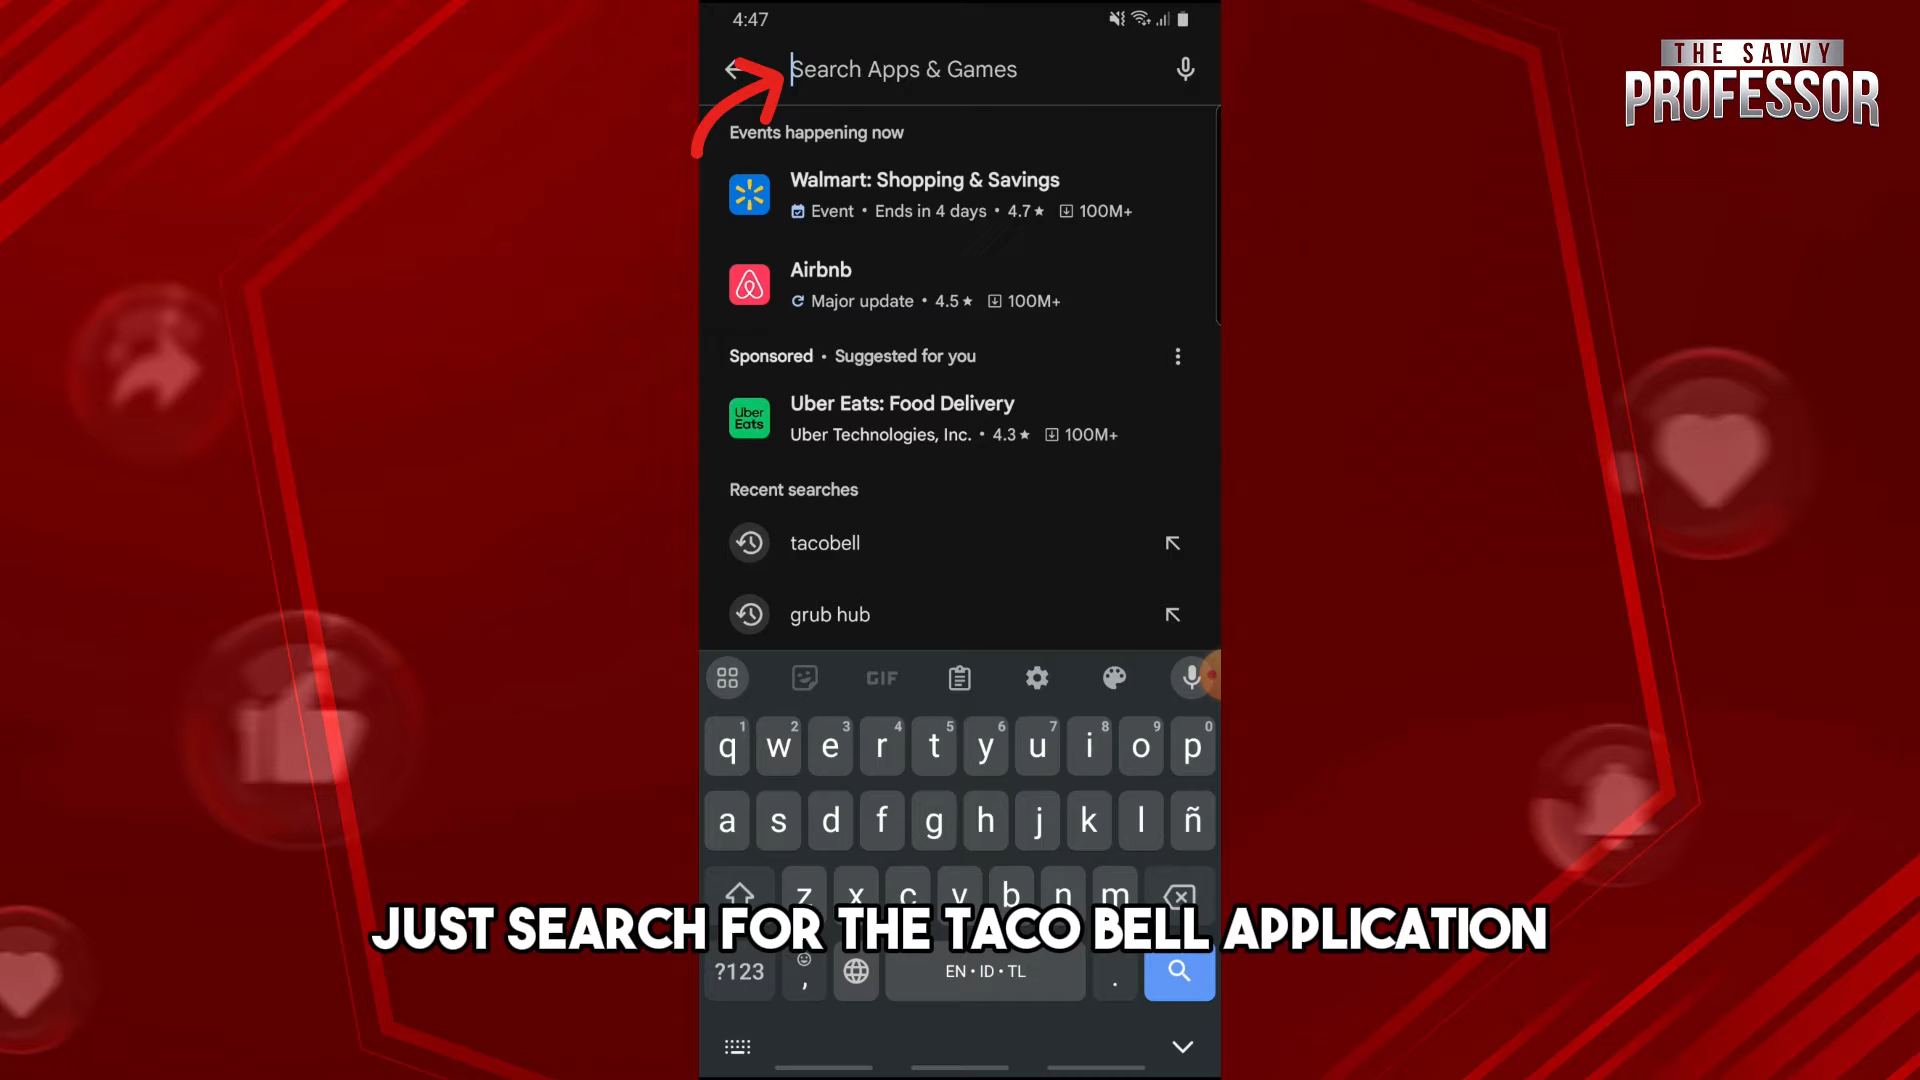 4:47
Search Apps & Games
THE SAVVY
PROFESSOR
Events happening now
Walmart: Shopping & Savings
Event • Ends in 4 days • 4.7★ 100M+
Airbnb
Major update • 4.5★ 100M+
Sponsored • Suggested for you
Uber Eats
Uber Eats: Food Delivery
Uber Technologies, Inc. • 4.3★ 100M+
Recent searches
tacobell
grub hub
GIF
1 2 3 4 5 6 7 8 9 0
q w e r t y u i o p
a s d f g h j k l ñ
z x c v b n m
JUST SEARCH FOR THE TACO BELL APPLICATION
?123 , EN • ID • TL .